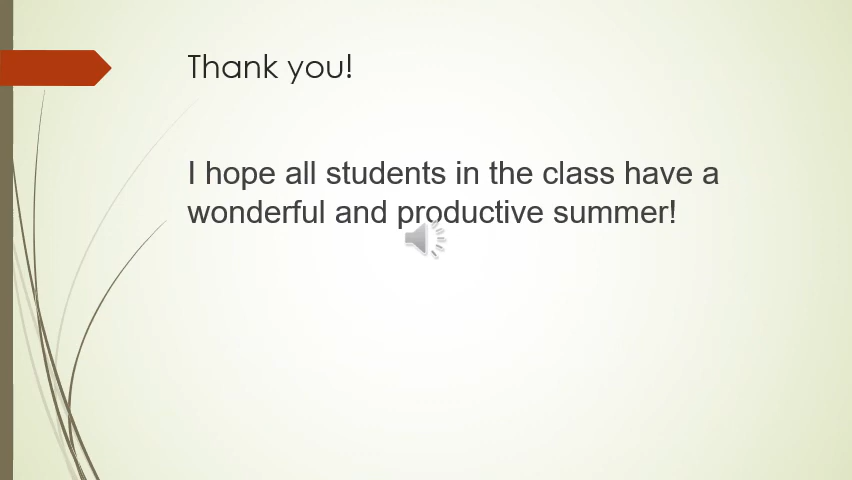 Thank you!
I hope all students in the class have a
wonderful and productive summer!